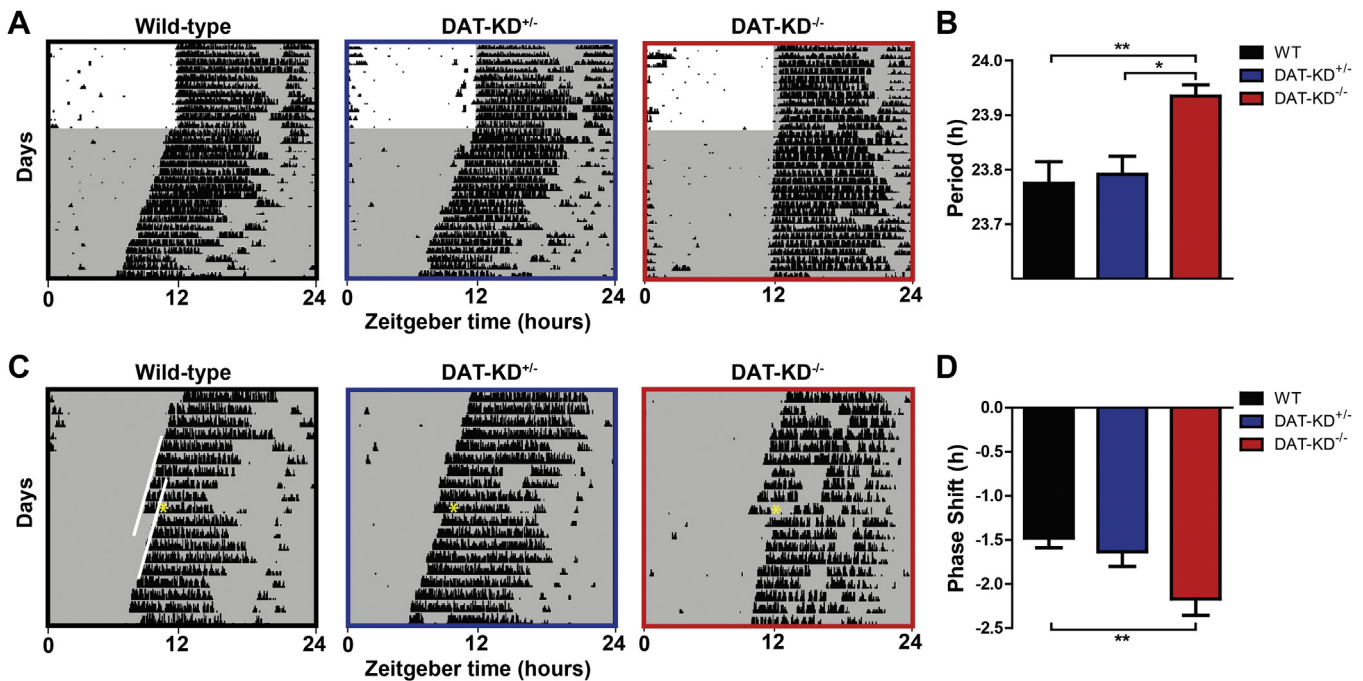 A
Wild-type
DAT-KD+/-
DAT-KD-/-
Days
0
12
24
0
12
24
0
12
24
Zeitgeber time (hours)
B
**
*
24.0
23.9
23.8
23.7
Period (h)
WT
DAT-KD+/-
DAT-KD-/-
C
Wild-type
DAT-KD+/-
DAT-KD-/-
Days
*
*
*
0
12
24
0
12
24
0
12
24
Zeitgeber time (hours)
D
0.0
-0.5
-1.0
-1.5
-2.0
-2.5
Phase Shift (h)
**
WT
DAT-KD+/-
DAT-KD-/-